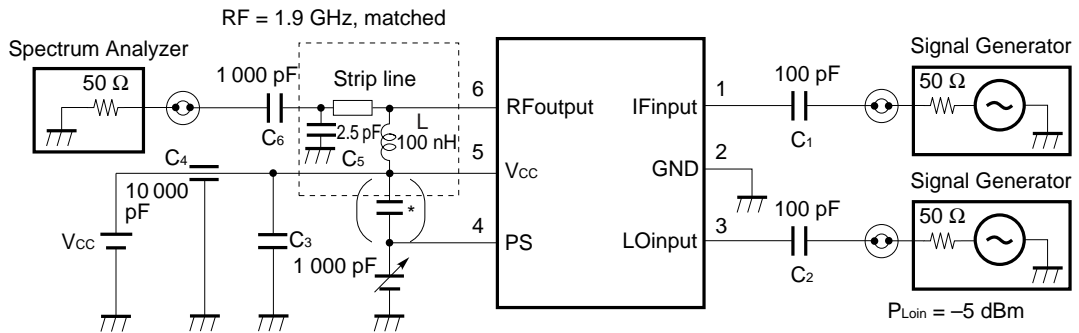 RF = 1.9 GHz, matched
Spectrum Analyzer
50 Ω
1 000 pF
C6
Strip line
2.5 pF
C5
L
100 nH
6
RFoutput
5
VCC
4
PS
*
C4
10 000
pF
VCC
C3
1 000 pF
1
IFinput
2
GND
3
LOinput
100 pF
C1
Signal Generator
50 Ω
100 pF
C2
Signal Generator
50 Ω
PLoin = –5 dBm